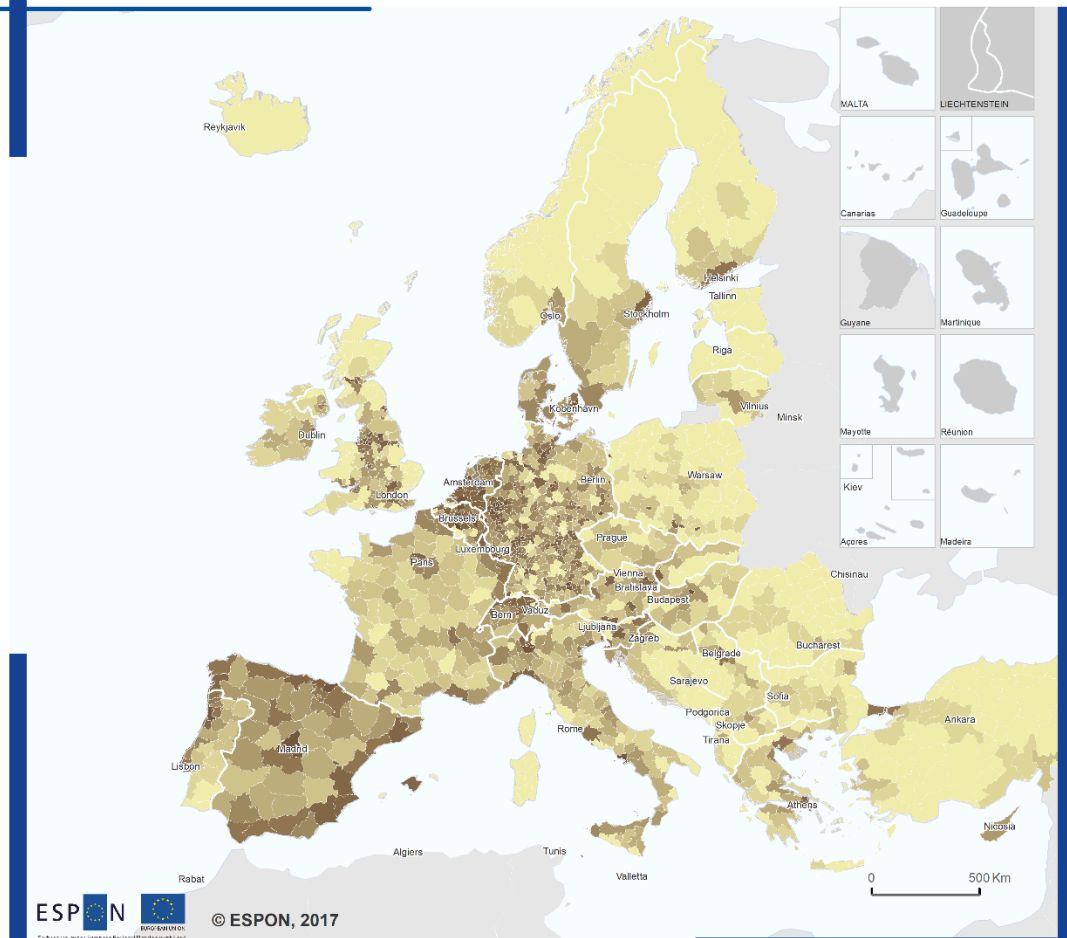 MALTA
LIECHTENSTEIN
Reykjavik
Canarias
Guadeloupe
Helsinki
Tallinn
Oslo
Stockholm
Guyane
Martinique
Riga
Kobenhavn
Vilnius
Minsk
Mayotte
Réunion
Dublin
Amsterdam
Berlin
Warsaw
London
Brussels
Kiev
Luxembourg
Prague
Açores
Madeira
Paris
Vienna
Bratislava
Chisinau
Budapest
Bern
Vaduz
Ljubljana
Zagreb
Bucharest
Belgrade
Sarajevo
Sofia
Podgorica
Skopje
Ankara
Rome
Tirana
Madrid
Lisbon
Athens
Nicosia
Algiers
Tunis
Valletta
Rabat
0 500 Km
ESPON
EUROPEAN UNION
© ESPON, 2017